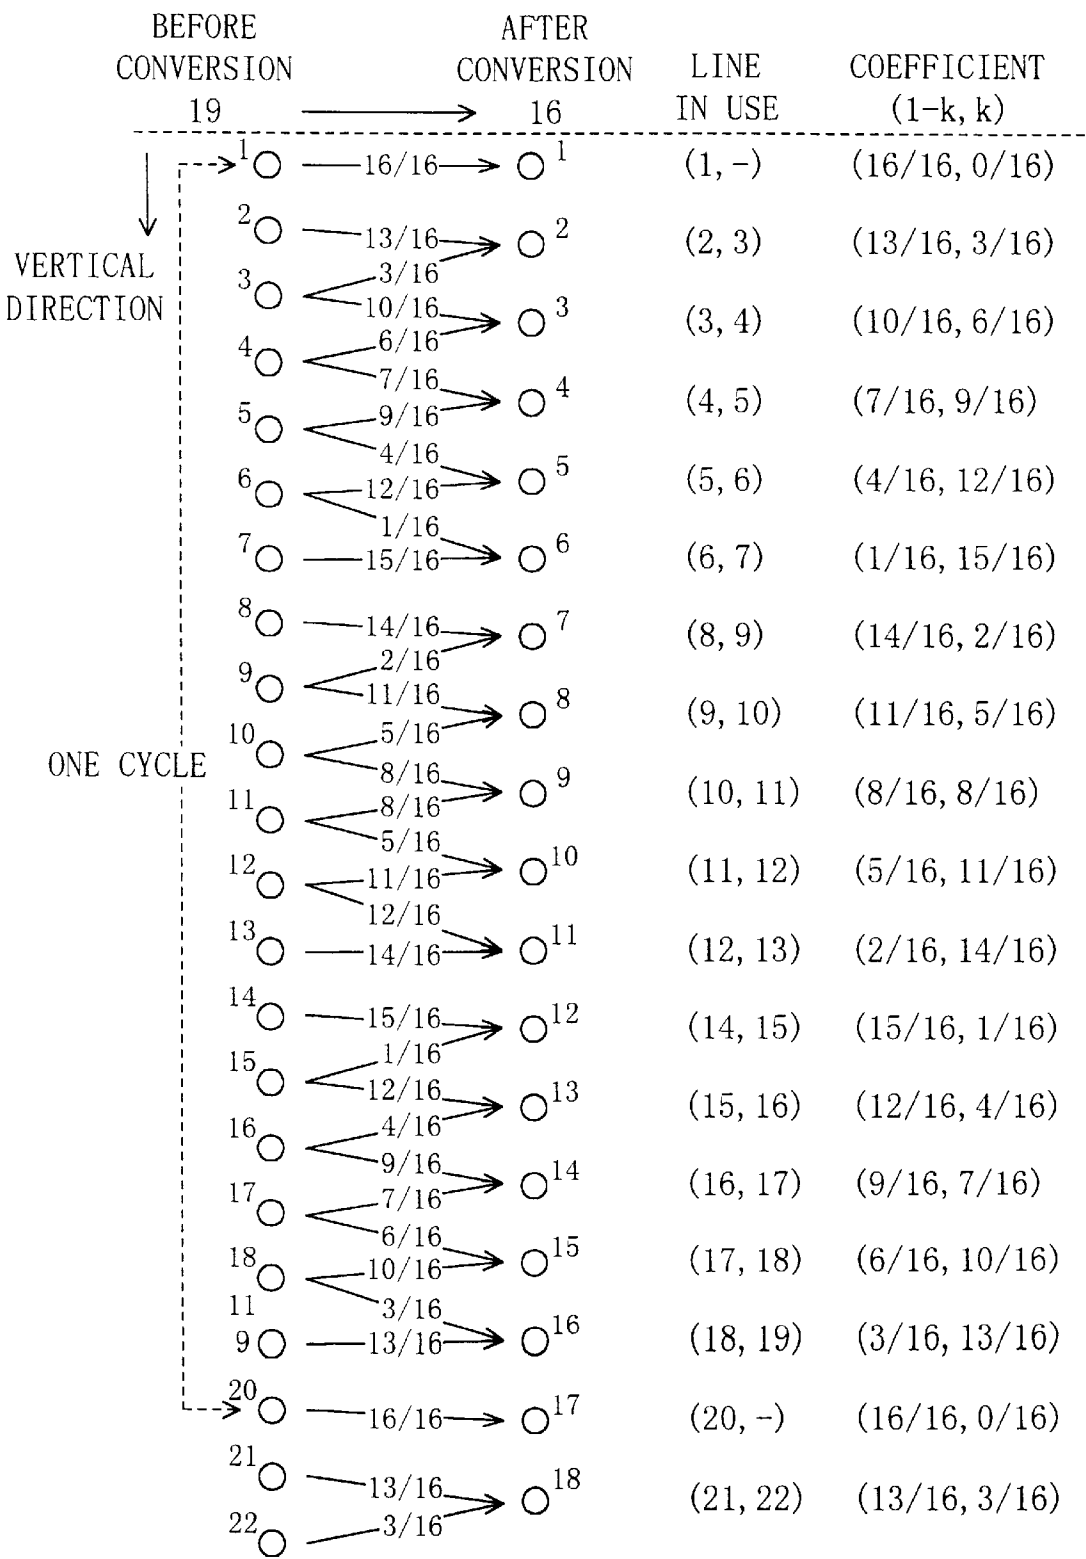 BEFORE CONVERSION
19
AFTER CONVERSION
16
LINE IN USE
COEFFICIENT (1-k, k)
VERTICAL DIRECTION
ONE CYCLE
1 16/16 1 (1, -) (16/16, 0/16)
2 13/16 2 (2, 3) (13/16, 3/16)
3/16
3 10/16 3 (3, 4) (10/16, 6/16)
6/16
4 7/16 4 (4, 5) (7/16, 9/16)
9/16
5 4/16 5 (5, 6) (4/16, 12/16)
12/16
6 1/16 6 (6, 7) (1/16, 15/16)
7 15/16
8 14/16 7 (8, 9) (14/16, 2/16)
2/16
9 11/16 8 (9, 10) (11/16, 5/16)
5/16
10 8/16 9 (10, 11) (8/16, 8/16)
8/16
11 5/16 10 (11, 12) (5/16, 11/16)
11/16
12 12/16 11 (12, 13) (2/16, 14/16)
13 14/16
14 15/16 12 (14, 15) (15/16, 1/16)
1/16
15 12/16 13 (15, 16) (12/16, 4/16)
4/16
16 9/16 14 (16, 17) (9/16, 7/16)
7/16
17 6/16 15 (17, 18) (6/16, 10/16)
10/16
18 3/16 16 (18, 19) (3/16, 13/16)
11
9 13/16
20 16/16 17 (20, -) (16/16, 0/16)
21 13/16 18 (21, 22) (13/16, 3/16)
22 3/16